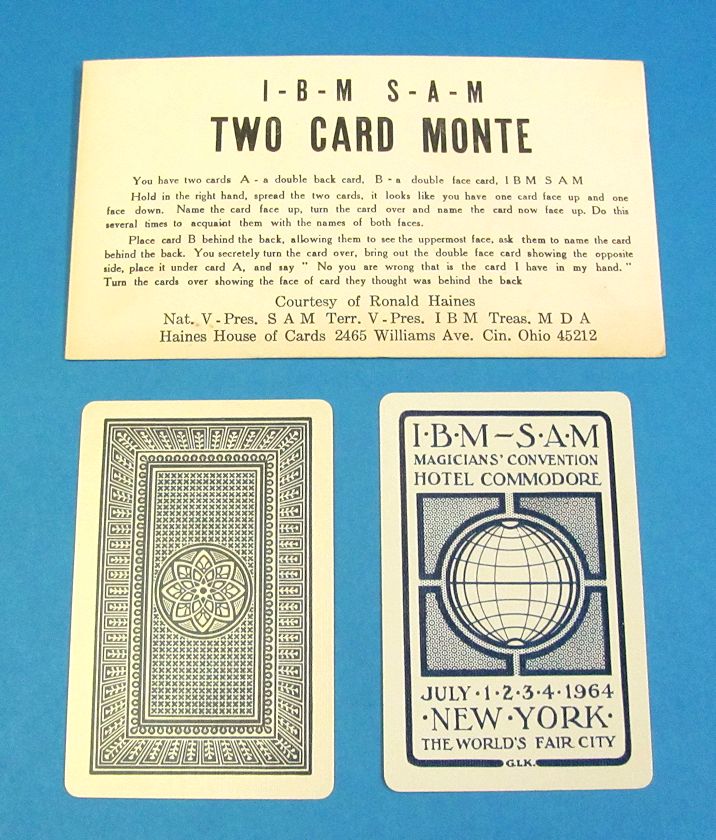 I-B-M S-A-M
TWO CARD MONTE
You have two cards A - a double back card, B - a double face card, I B M S A M
Hold in the right hand, spread the two cards, it looks like you have one card face up and one
face down. Name the card face up, turn the card over and name the card now face up. Do this
several times to acquaint them with the names of both faces.
Place card B behind the back, allowing them to see the uppermost face, ask them to name the card
behind the back. You secretely turn the card over, bring out the double face card showing the opposite
side, place it under card A, and say " No you are wrong that is the card I have in my hand."
Turn the cards over showing the face of card they thought was behind the back
Courtesy of Ronald Haines
Nat. V-Pres. S A M Terr. V-Pres. I B M Treas. M D A
Haines House of Cards 2465 Williams Ave. Cin. Ohio 45212
I·B·M–S·A·M
MAGICIANS' CONVENTION
HOTEL COMMODORE
JULY·1·2·3·4·1964
·NEW·YORK·
THE WORLD'S FAIR CITY
G.L.K.